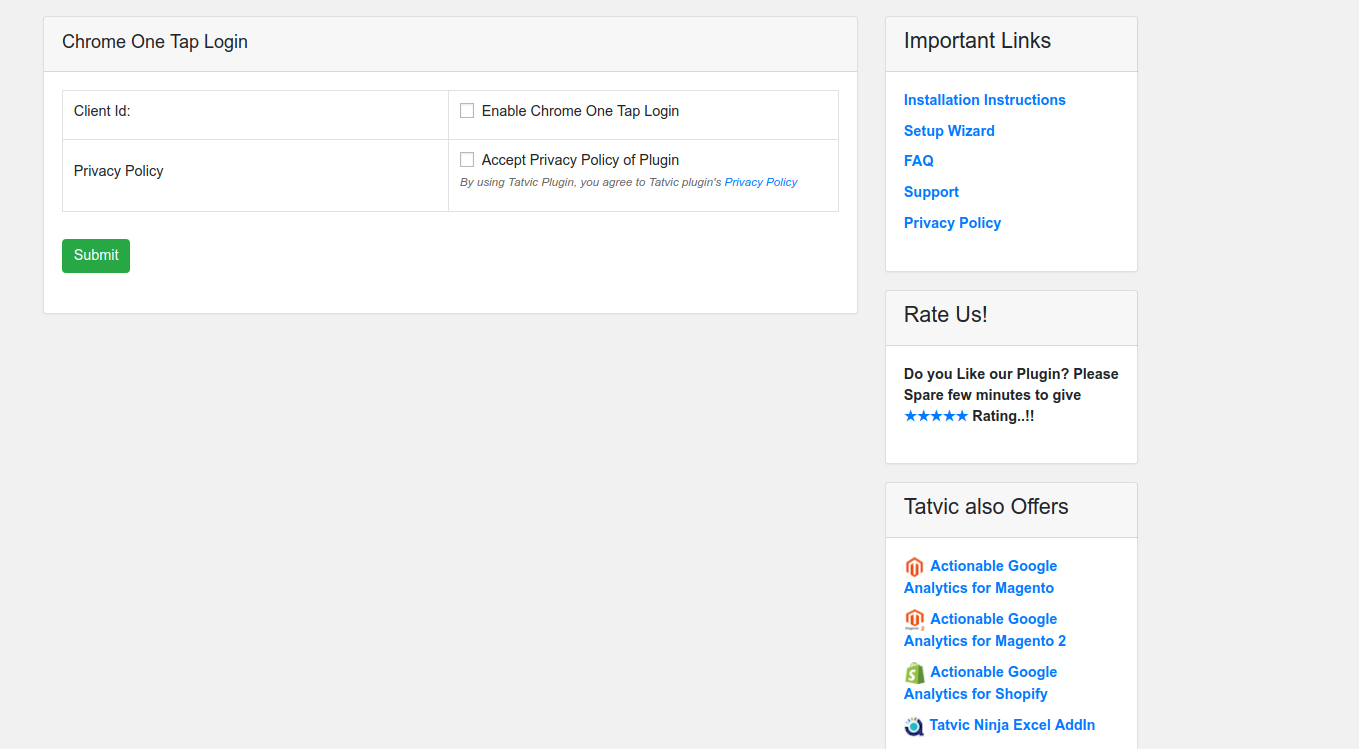 Chrome One Tap Login
Client Id:
Enable Chrome One Tap Login
Privacy Policy
Accept Privacy Policy of Plugin
By using Tatvic Plugin, you agree to Tatvic plugin's Privacy Policy
Submit
Important Links
Installation Instructions
Setup Wizard
FAQ
Support
Privacy Policy
Rate Us!
Do you Like our Plugin? Please
Spare few minutes to give
★★★★★ Rating..!!
Tatvic also Offers
Actionable Google
Analytics for Magento
Actionable Google
Analytics for Magento 2
Actionable Google
Analytics for Shopify
Tatvic Ninja Excel AddIn